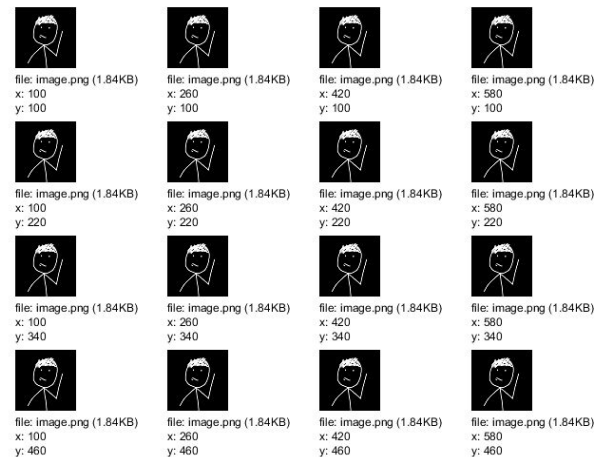 file: image.png (1.84KB)
x: 100
y: 100
file: image.png (1.84KB)
x: 260
y: 100
file: image.png (1.84KB)
x: 420
y: 100
file: image.png (1.84KB)
x: 580
y: 100
file: image.png (1.84KB)
x: 100
y: 220
file: image.png (1.84KB)
x: 260
y: 220
file: image.png (1.84KB)
x: 420
y: 220
file: image.png (1.84KB)
x: 580
y: 220
file: image.png (1.84KB)
x: 100
y: 340
file: image.png (1.84KB)
x: 260
y: 340
file: image.png (1.84KB)
x: 420
y: 340
file: image.png (1.84KB)
x: 580
y: 340
file: image.png (1.84KB)
x: 100
y: 460
file: image.png (1.84KB)
x: 260
y: 460
file: image.png (1.84KB)
x: 420
y: 460
file: image.png (1.84KB)
x: 580
y: 460